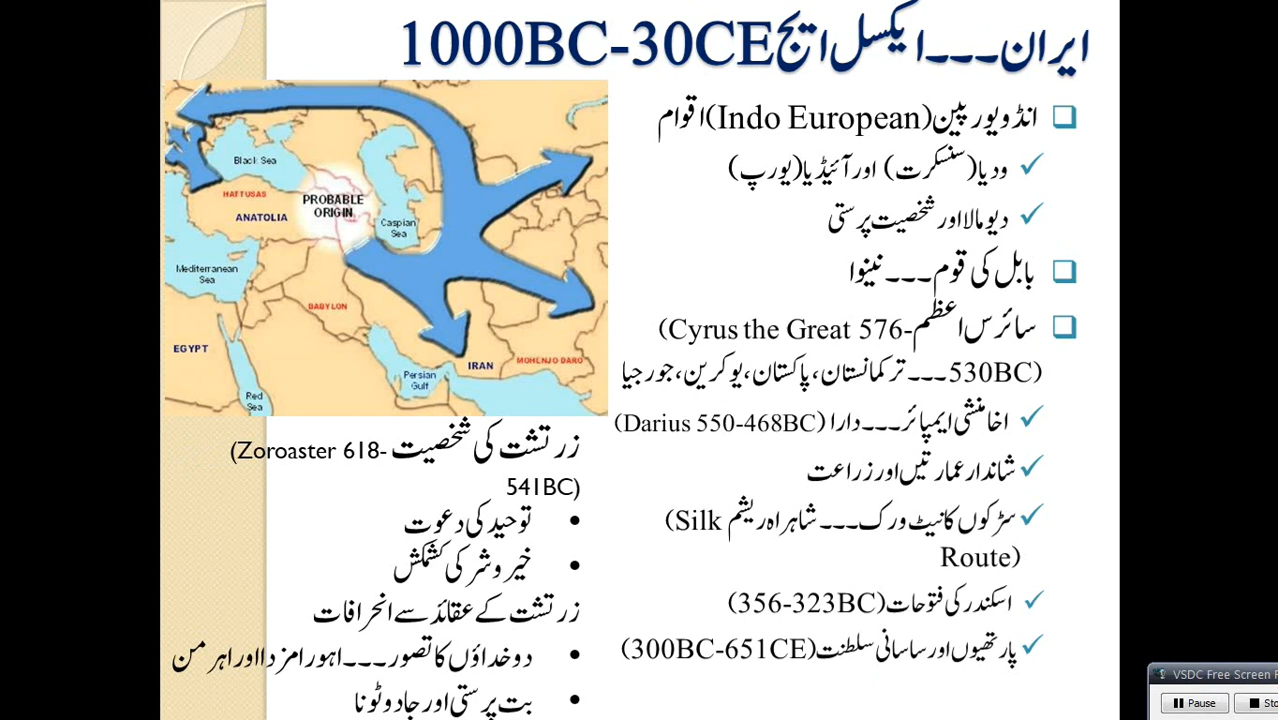 ایران۔۔۔ایکسل ایج 1000BC-30CE
انڈویورپین(Indo European)اقوام
ودیا(سنسکرت) اور آئیڈیا(یورپ)
دیومالا اور شخصیت پرستی
بابل کی قوم۔۔۔نینوا
سائرس اعظم(Cyrus the Great 576-
530BC)۔۔۔ترکمانستان، پاکستان، یوکرین، جورجیا
اخامنشی ایمپائر۔۔۔دارا (Darius 550-468BC)
شاندار عمارتیں اور زراعت
سڑکوں کا نیٹ ورک۔۔۔شاہراہ ریشم (Silk
Route)
اسکندر کی فتوحات(356-323BC)
پارتھیوں اور ساسانی سلطنت(300BC-651CE)
Black Sea
HATTUSAS
ANATOLIA
PROBABLE
ORIGIN
Caspian
Sea
Mediterranean
Sea
BABYLON
EGYPT
Red
Sea
Persian
Gulf
IRAN
MOHENJO DARO
زرتشت کی شخصیت (Zoroaster 618-
541BC)
توحید کی دعوت
خیر و شر کی کشمکش
زرتشت کے عقائد سے انحرافات
دو خداؤں کا تصور۔۔۔اہورامزدا اور اہرمن
بت پرستی اور جادو ٹونا
VSDC Free Screen
Pause